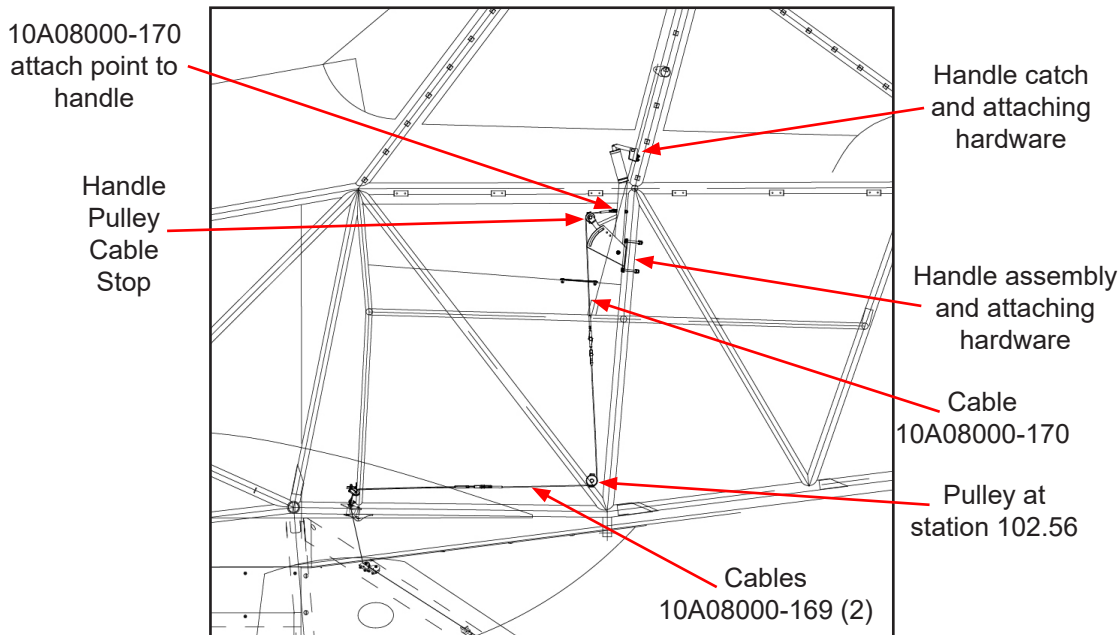 10A08000-170
attach point to
handle
Handle
Pulley
Cable
Stop
Handle catch
and attaching
hardware
Handle assembly
and attaching
hardware
Cable
10A08000-170
Pulley at
station 102.56
Cables
10A08000-169 (2)